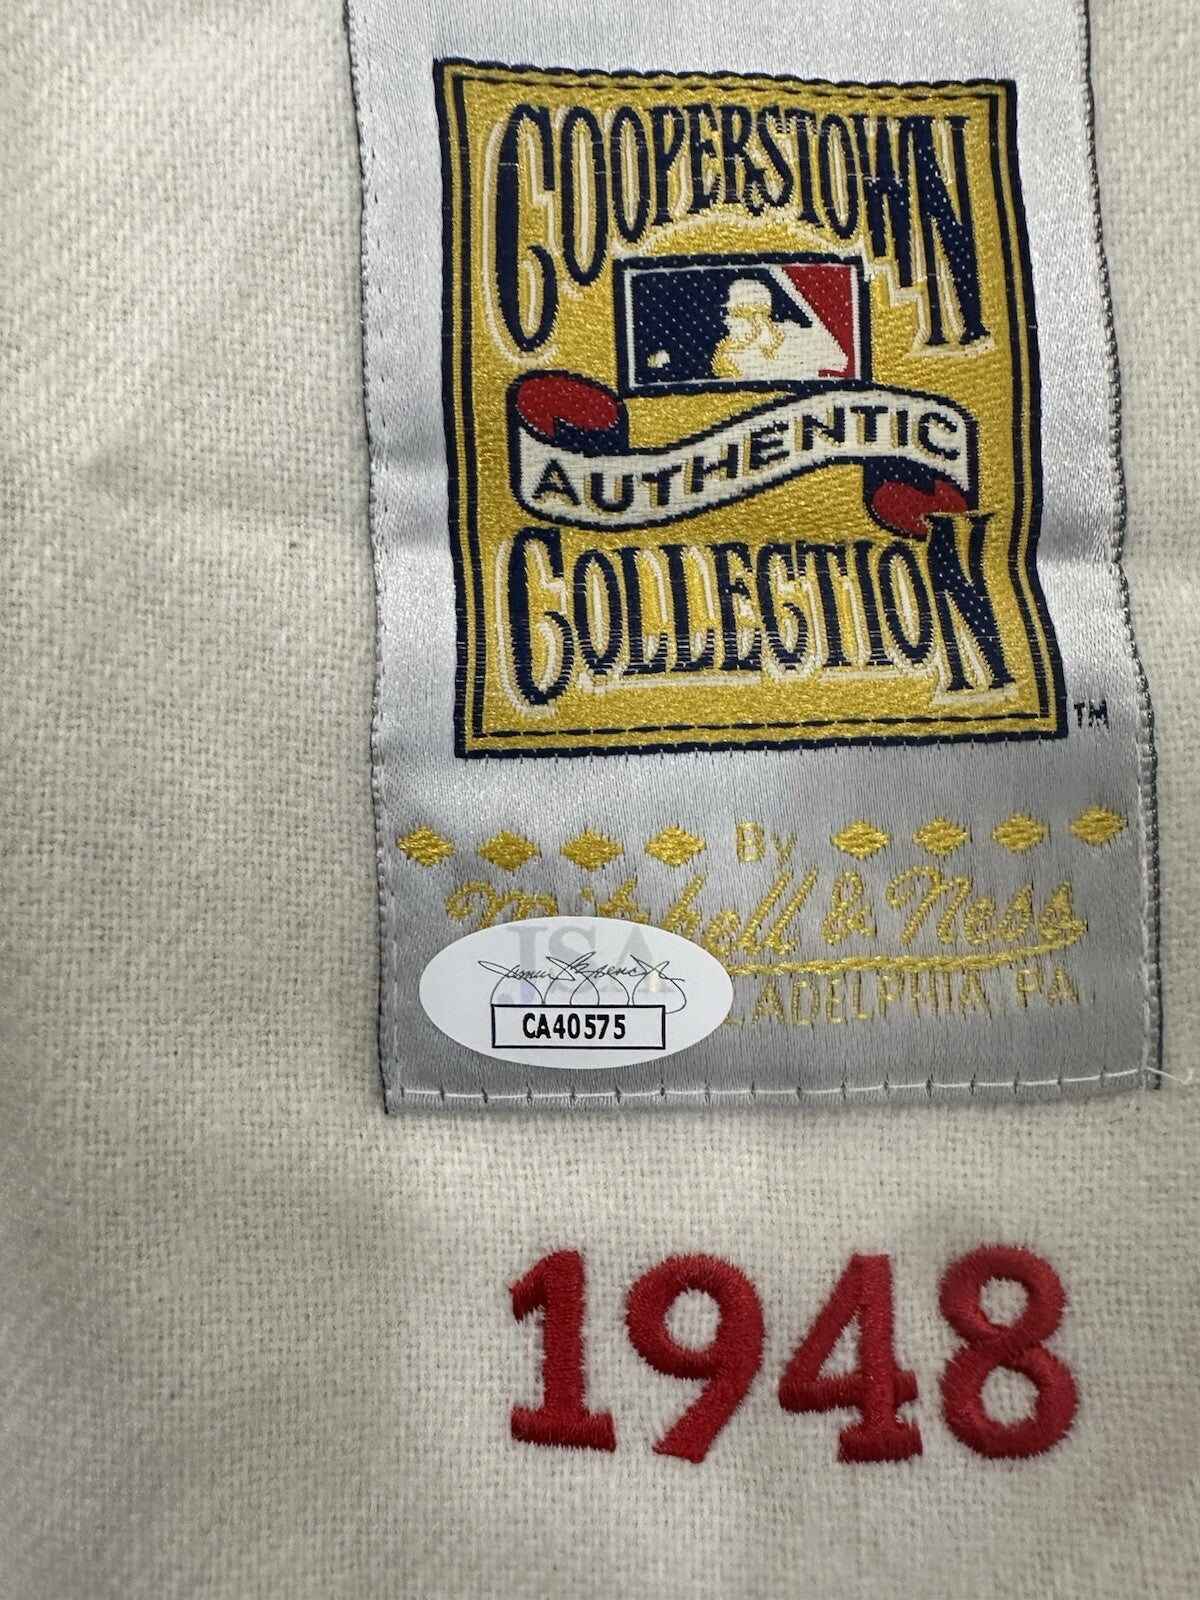 COOPERSTOWN
AUTHENTIC
COLLECTION
TM
By
Mitchell & Ness
JSA
CA40575
ADELPHIA, PA
1948